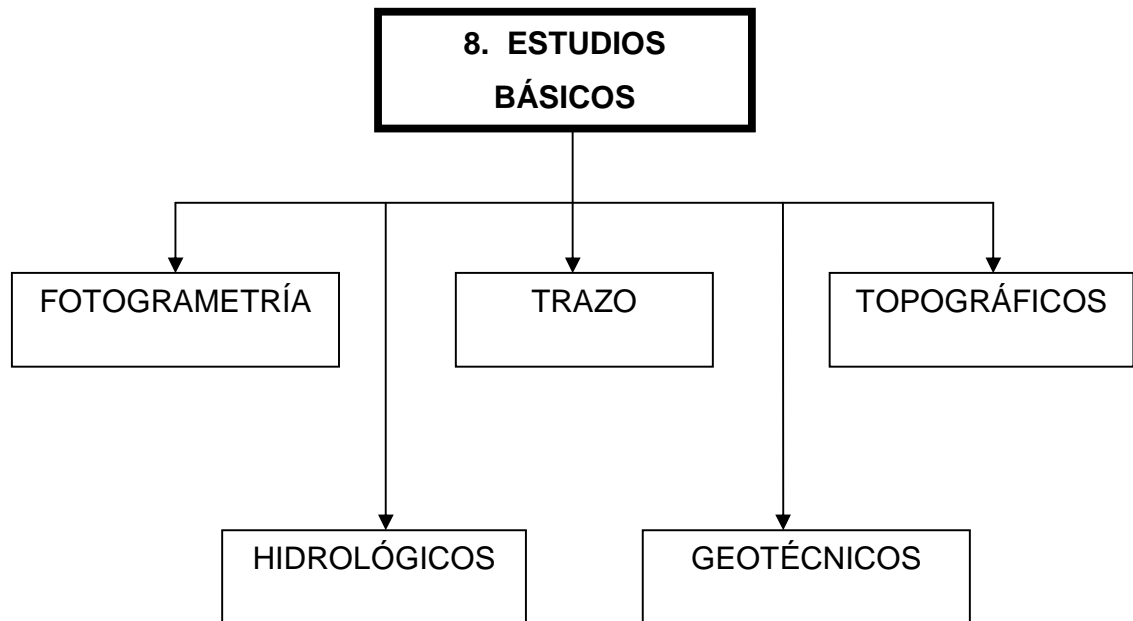 8. ESTUDIOS
BÁSICOS
FOTOGRAMETRÍA
TRAZO
TOPOGRÁFICOS
HIDROLÓGICOS
GEOTÉCNICOS